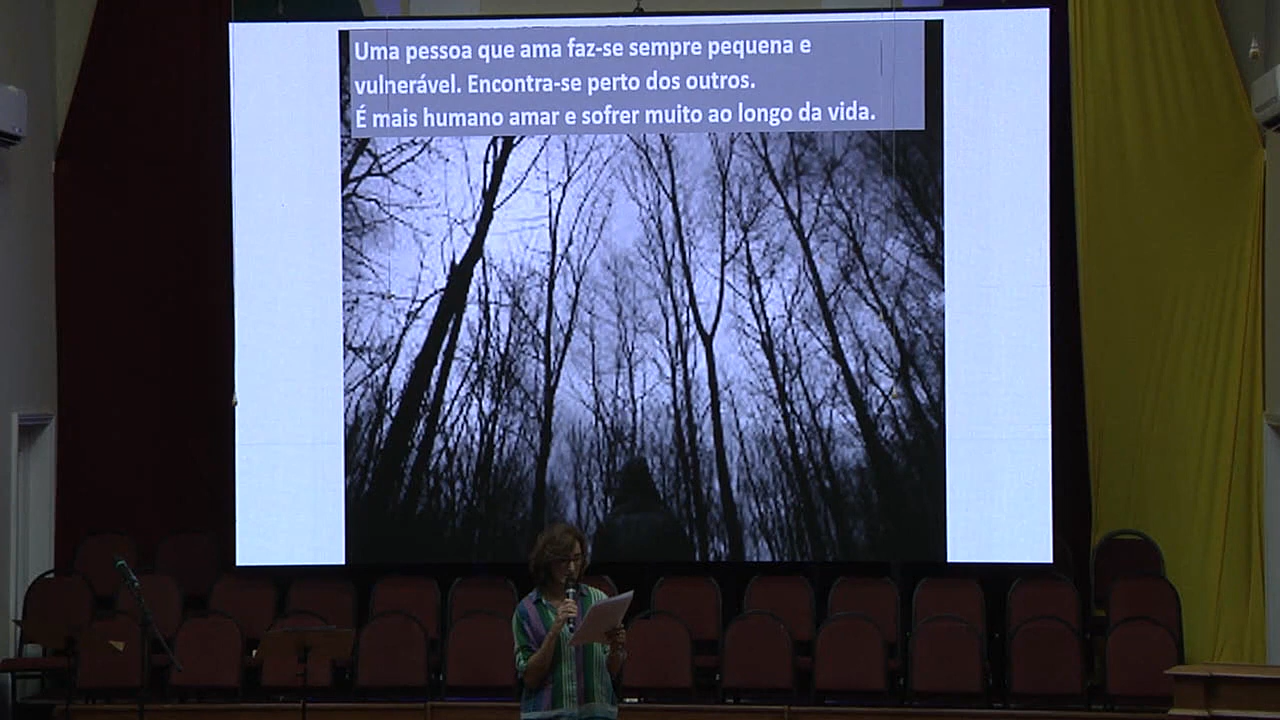 Uma pessoa que ama faz-se sempre pequena e
vulnerável. Encontra-se perto dos outros.
É mais humano amar e sofrer muito ao longo da vida.